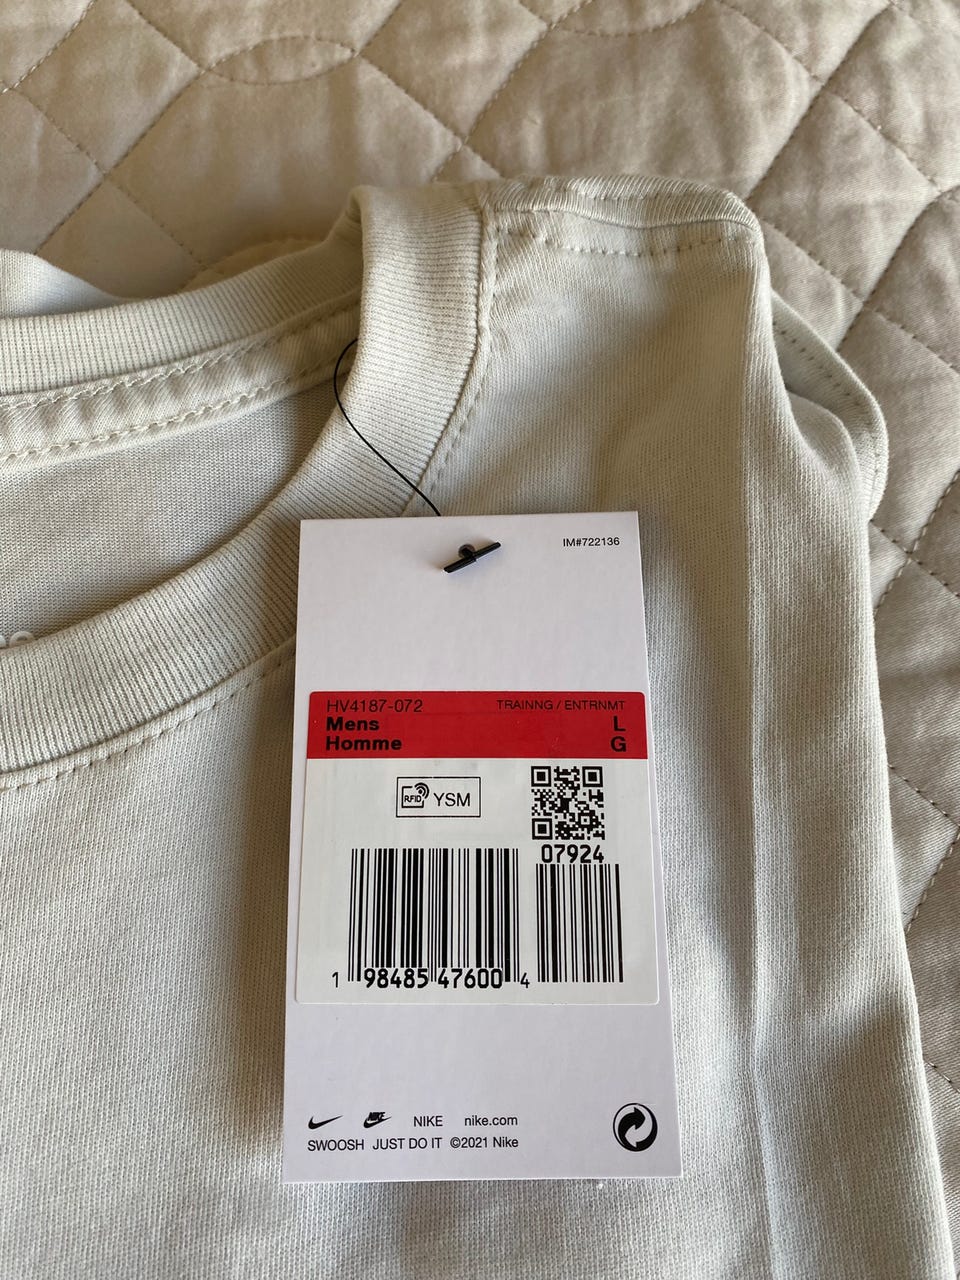 IM#722136
HV4187-072 TRAINNG / ENTRNMT
Mens L
Homme G
RFID YSM
07924
1 98485 47600 4
NIKE NIKE nike.com
SWOOSH JUST DO IT ©2021 Nike